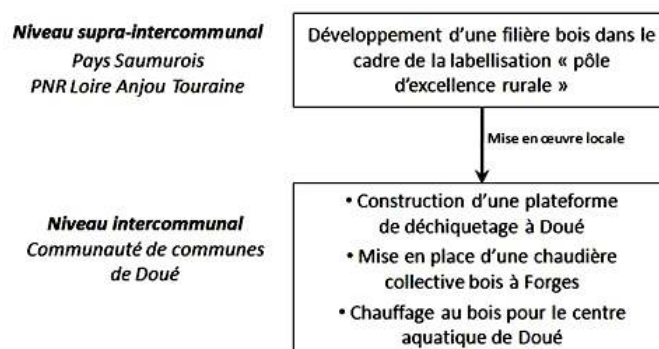 Niveau supra-intercommunal
Pays Saumurois
PNR Loire Anjou Touraine
Développement d'une filière bois dans le
cadre de la labellisation « pôle
d'excellence rurale »
Mise en œuvre locale
Niveau intercommunal
Communauté de communes
de Doué
• Construction d'une plateforme
de déchiquetage à Doué
• Mise en place d'une chaudière
collective bois à Forges
• Chauffage au bois pour le centre
aquatique de Doué